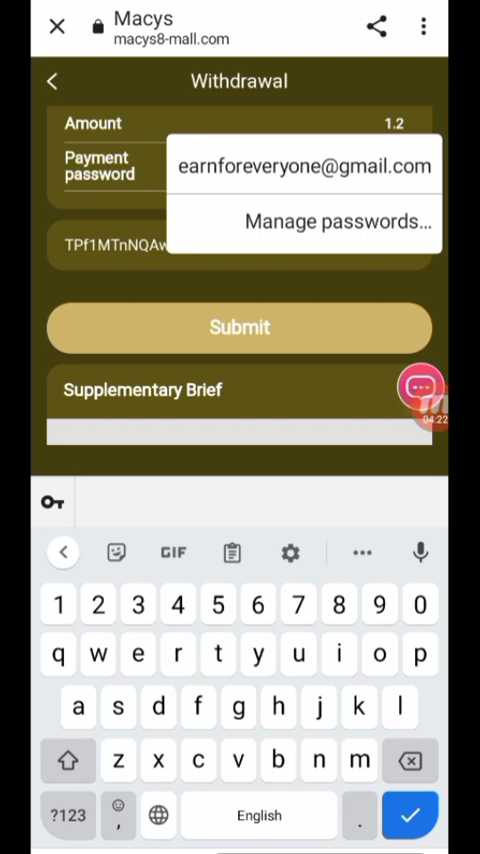 Macys
macys8-mall.com
Withdrawal
Amount 1.2
Payment password
earnforeveryone@gmail.com
Manage passwords...
TPf1MTnNQAw
Submit
Supplementary Brief
04:22
GIF
1 2 3 4 5 6 7 8 9 0
q w e r t y u i o p
a s d f g h j k l
z x c v b n m
?123 , English .